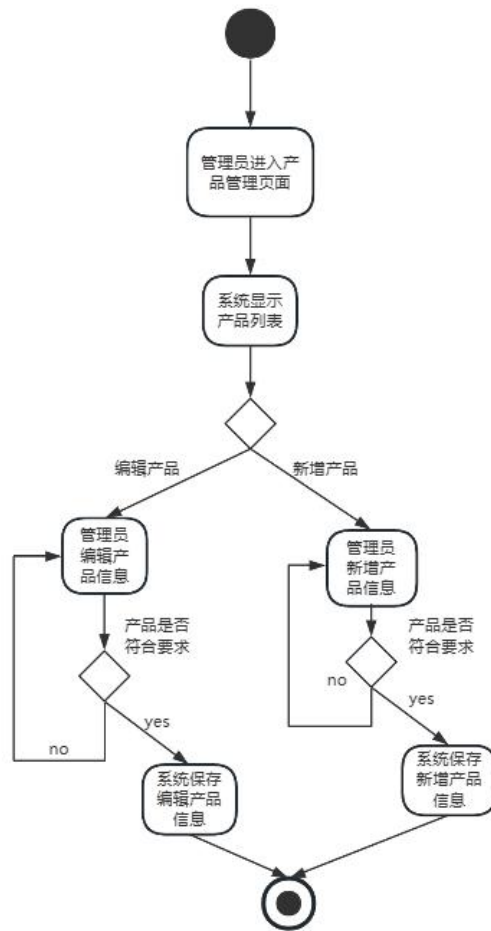 管理员进入产
品管理页面
系统显示
产品列表
编辑产品
新增产品
管理员
编辑产
品信息
管理员
新增产
品信息
产品是否
符合要求
产品是否
符合要求
no
yes
no
yes
系统保存
编辑产品
信息
系统保存
新增产品
信息